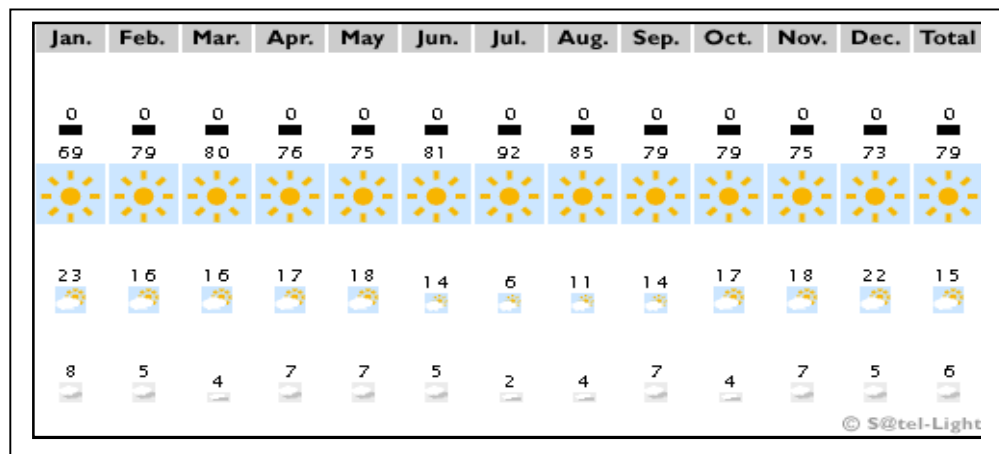 Jan. Feb. Mar. Apr. May Jun. Jul. Aug. Sep. Oct. Nov. Dec. Total
0 0 0 0 0 0 0 0 0 0 0 0 0
69 79 80 76 75 81 92 85 79 79 75 73 79
23 16 16 17 18 14 6 11 14 17 18 22 15
8 5 4 7 7 5 2 4 7 4 7 5 6
© S@tel-Light